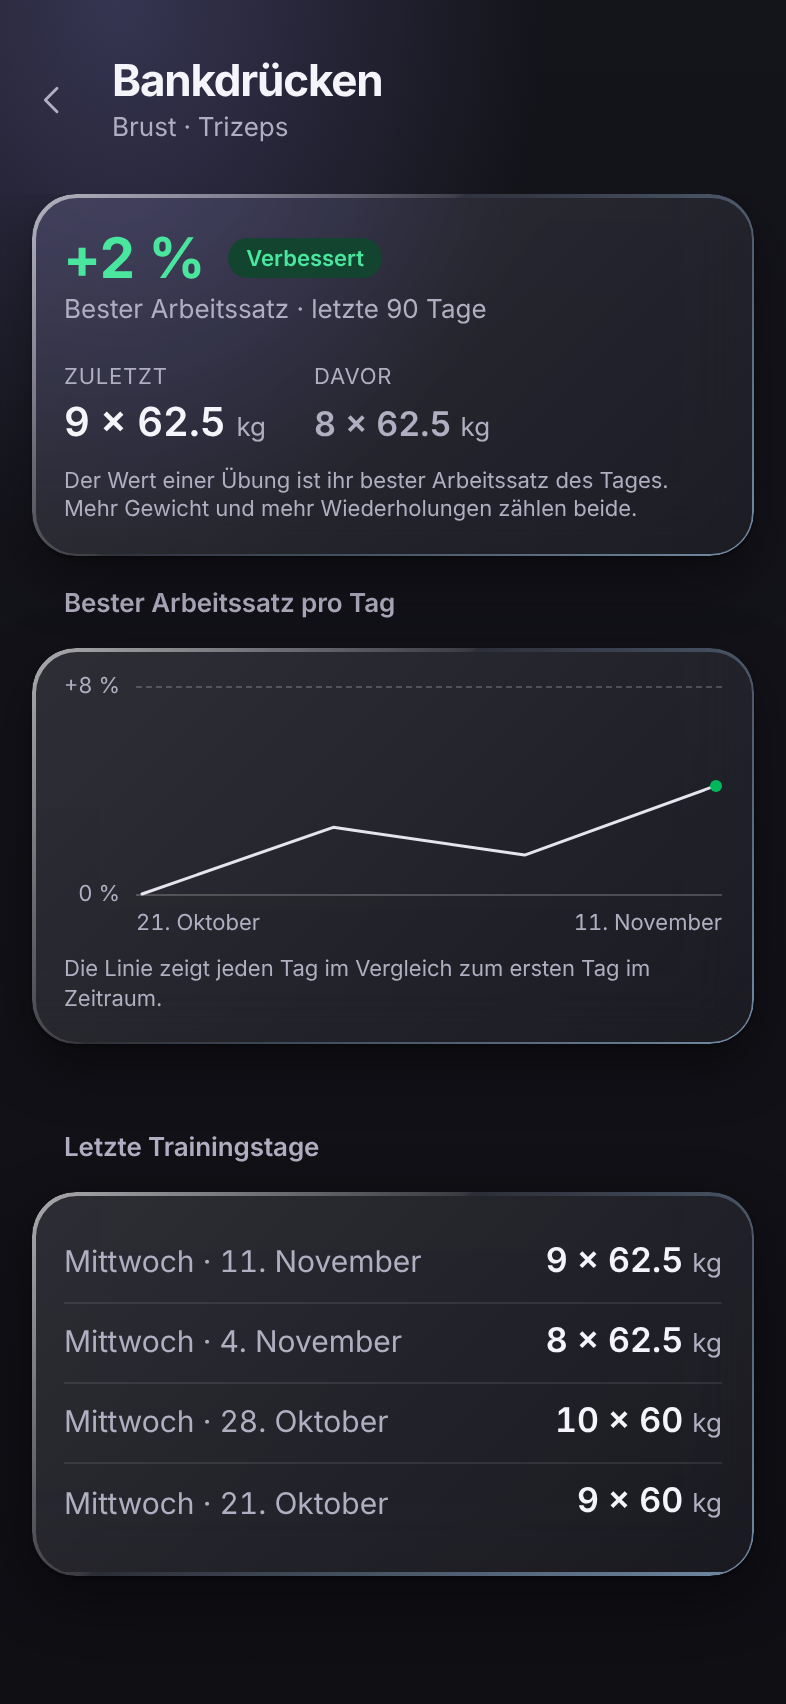 Bankdrücken
Brust · Trizeps
+2 % Verbessert
Bester Arbeitssatz · letzte 90 Tage
ZULETZT DAVOR
9 × 62.5 kg 8 × 62.5 kg
Der Wert einer Übung ist ihr bester Arbeitssatz des Tages.
Mehr Gewicht und mehr Wiederholungen zählen beide.
Bester Arbeitssatz pro Tag
+8 %
0 %
21. Oktober 11. November
Die Linie zeigt jeden Tag im Vergleich zum ersten Tag im
Zeitraum.
Letzte Trainingstage
Mittwoch · 11. November 9 × 62.5 kg
Mittwoch · 4. November 8 × 62.5 kg
Mittwoch · 28. Oktober 10 × 60 kg
Mittwoch · 21. Oktober 9 × 60 kg